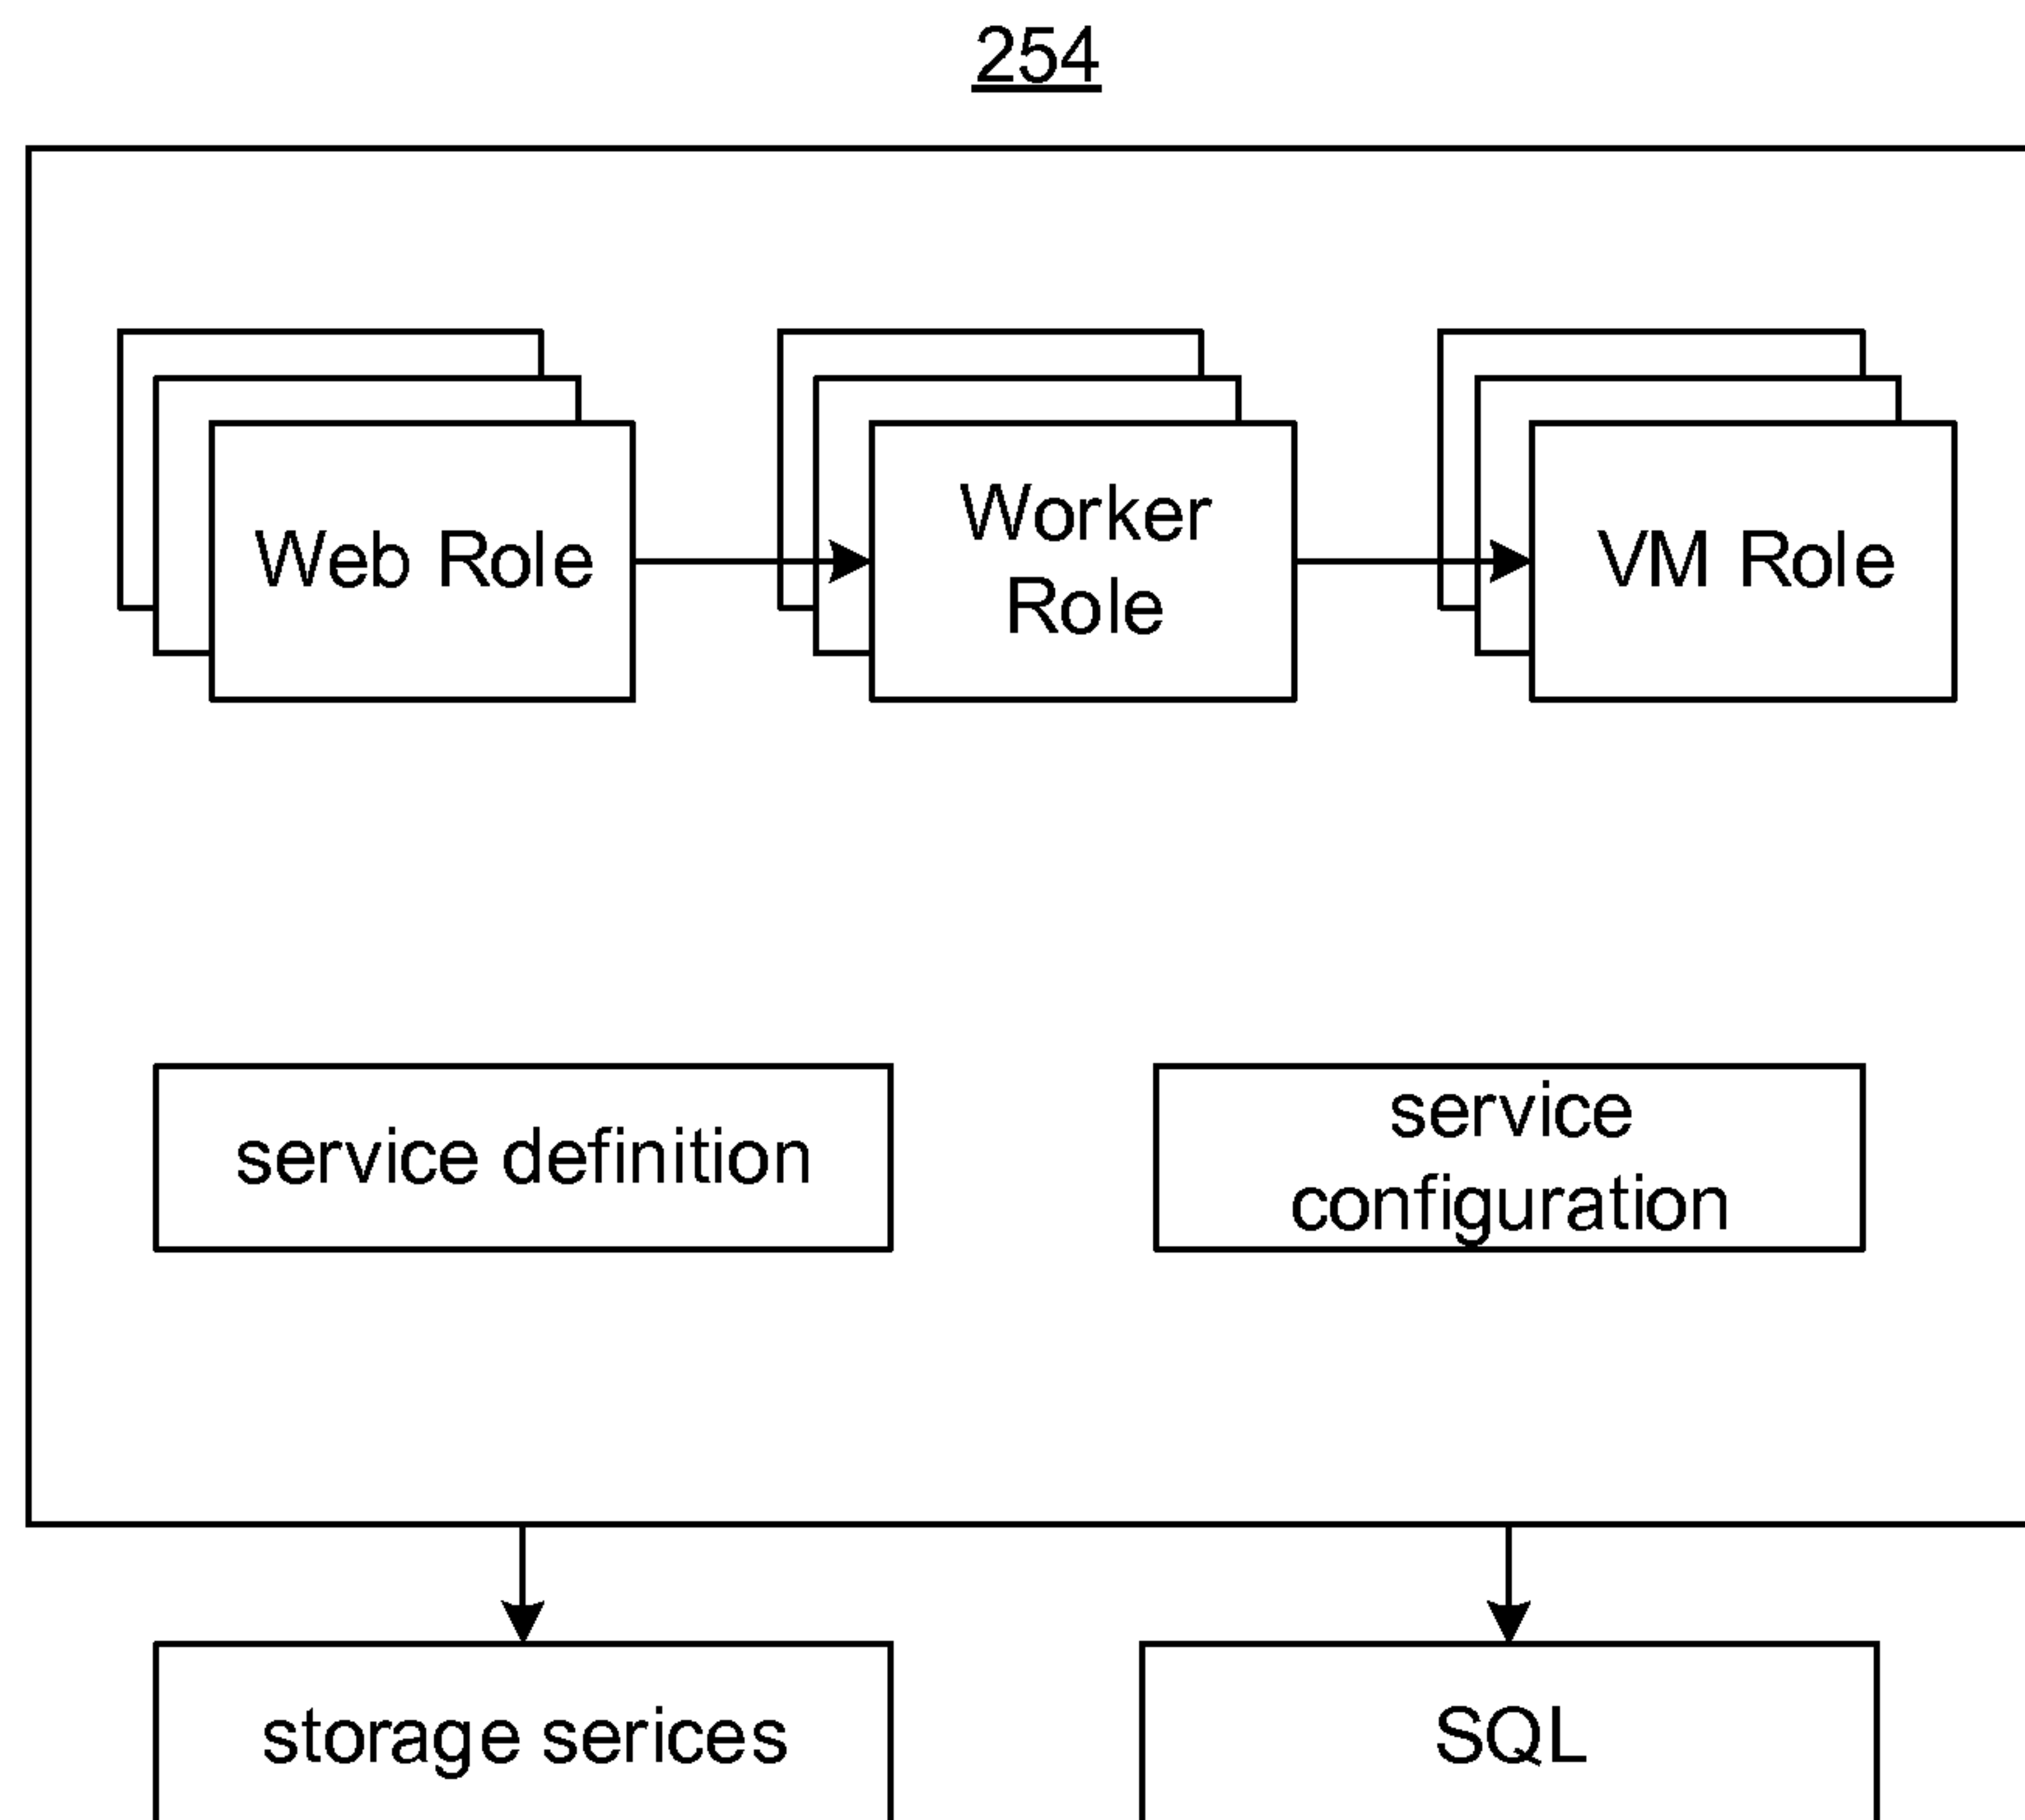 254
Web Role
Worker
Role
VM Role
service definition
service
configuration
storage serices
SQL